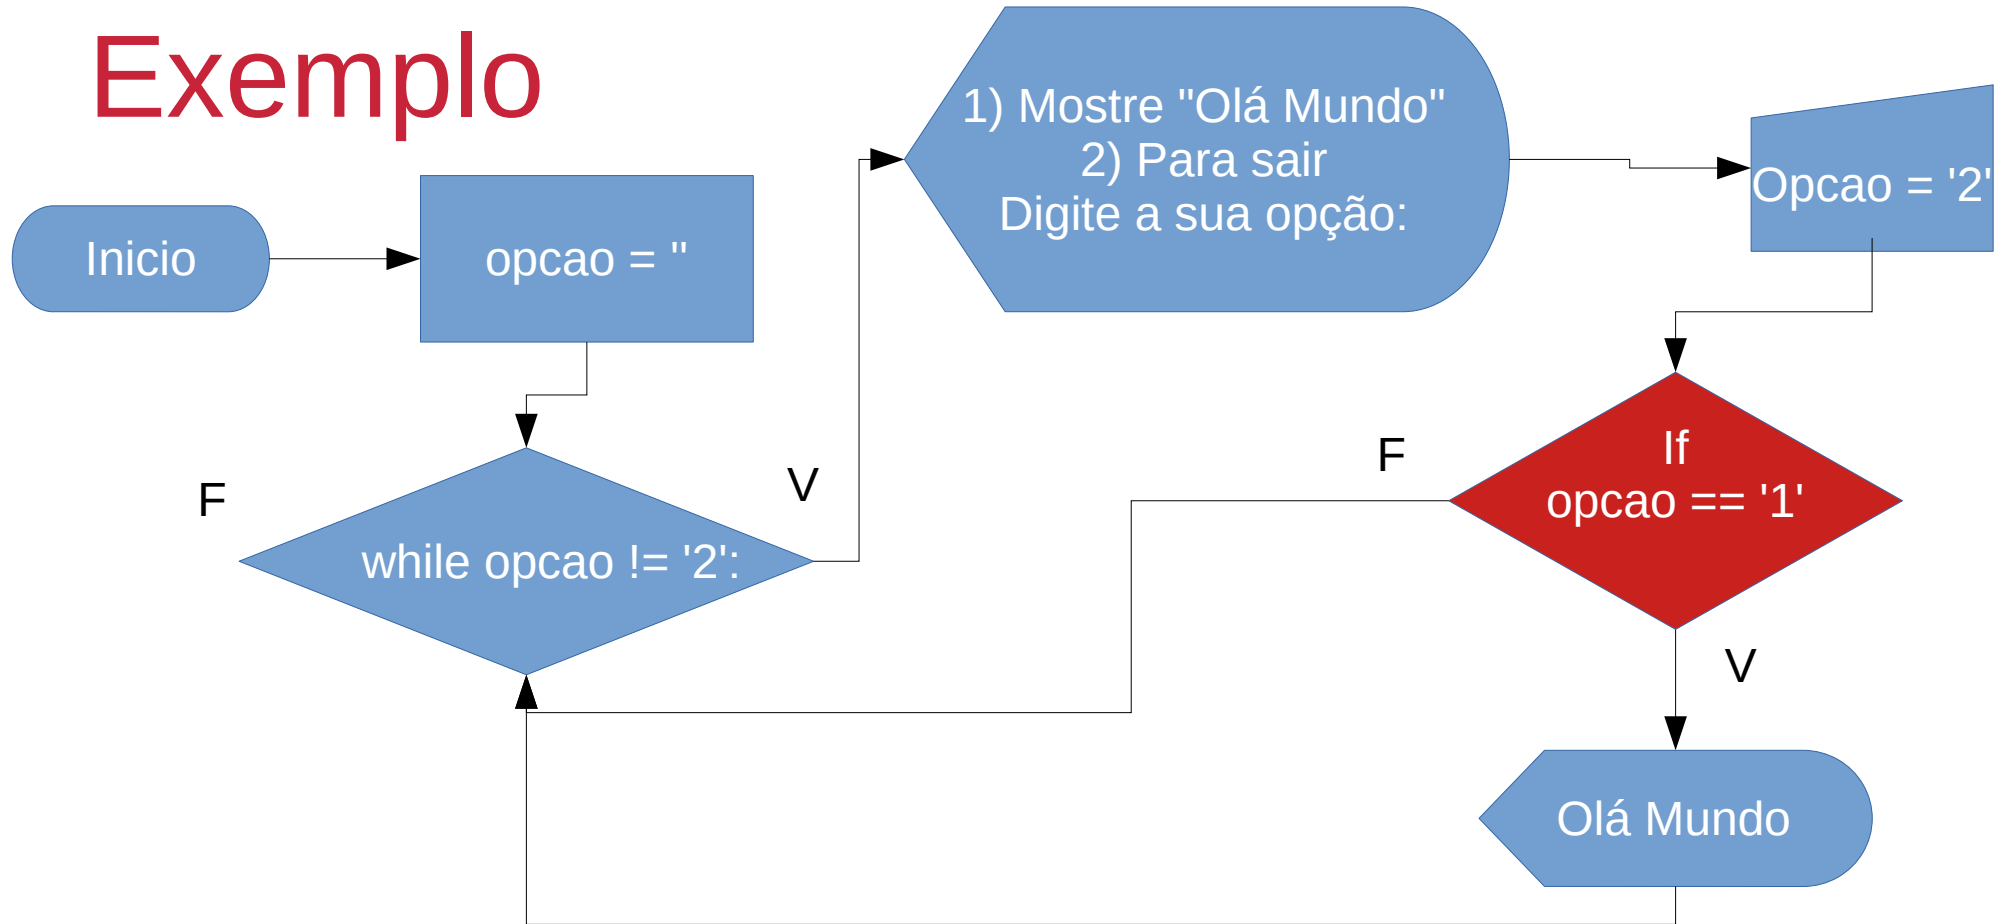 Exemplo
Inicio
opcao = ''
while opcao != '2':
F
V
1) Mostre "Olá Mundo"
2) Para sair
Digite a sua opção:
Opcao = '2'
If
opcao == '1'
F
V
Olá Mundo